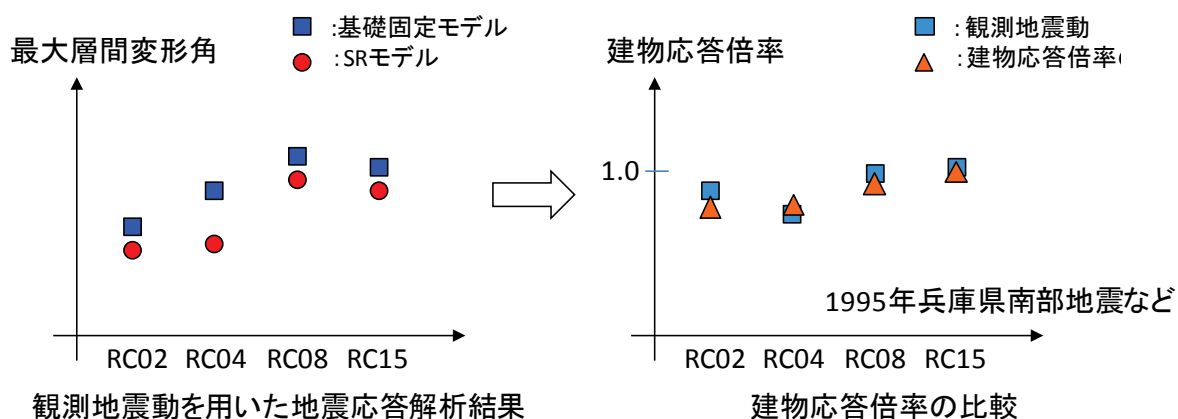 最大層間変形角
:基礎固定モデル
:SRモデル
RC02 RC04 RC08 RC15
観測地震動を用いた地震応答解析結果
建物応答倍率
:観測地震動
:建物応答倍率
1.0
1995年兵庫県南部地震など
RC02 RC04 RC08 RC15
建物応答倍率の比較